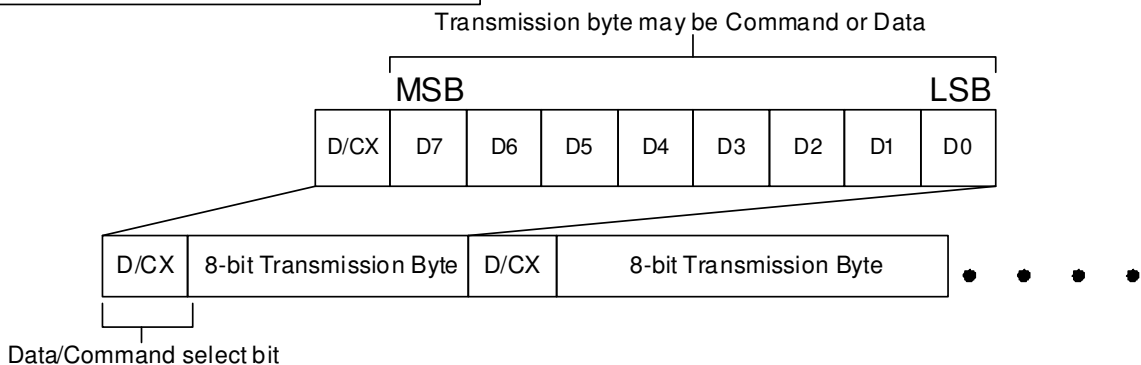 Transmission byte may be Command or Data
MSB LSB
D/CX D7 D6 D5 D4 D3 D2 D1 D0
D/CX 8-bit Transmission Byte D/CX 8-bit Transmission Byte
Data/Command select bit